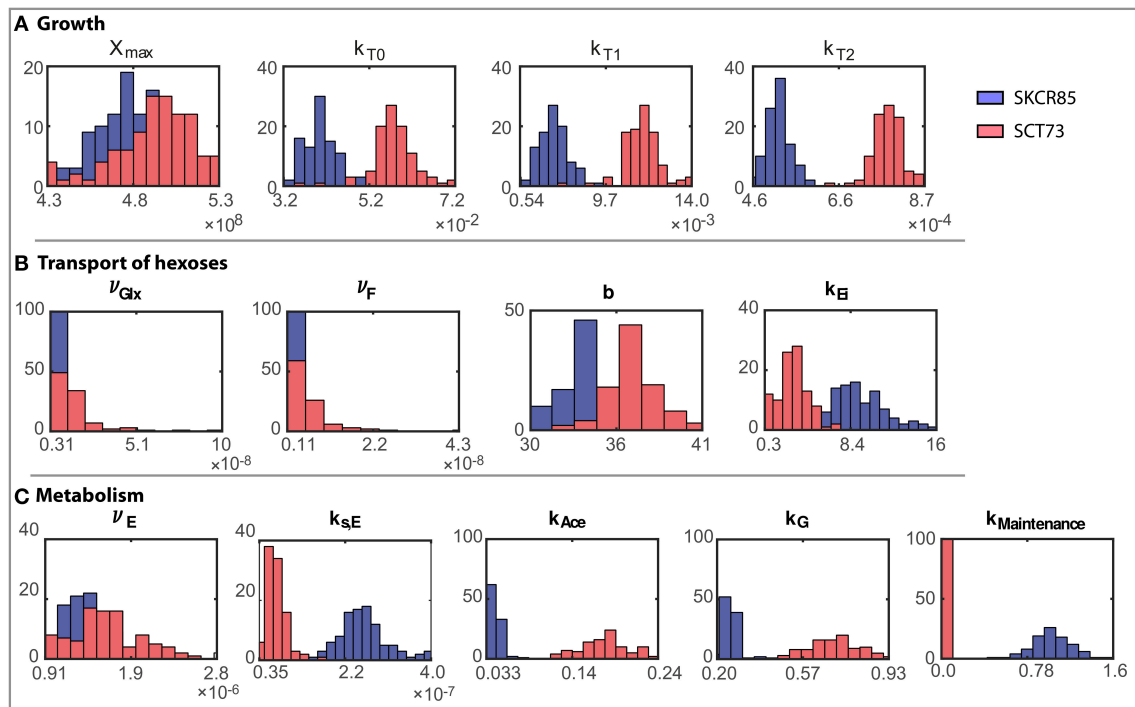 A Growth
Xmax kT0 kT1 kT2
20 40 40 40
SKCR85
10 20 20 20
SCT73
0 0 0 0
4.3 4.8 5.3 3.2 5.2 7.2 0.54 9.7 14.0 4.6 6.6 8.7
×10^8 ×10^-2 ×10^-3 ×10^-4
B Transport of hexoses
νGlx νF b kEi
100 100 50 40
50 50 20
0 0 0 0
0.31 5.1 10 0.11 2.2 4.3 30 36 41 0.3 8.4 16
×10^-8 ×10^-8
C Metabolism
νE ks,E kAce kG kMaintenance
40 40 100 100 100
20 20 50 50 50
0 0 0 0 0
0.91 1.9 2.8 0.35 2.2 4.0 0.033 0.14 0.24 0.20 0.57 0.93 0.0 0.78 1.6
×10^-6 ×10^-7